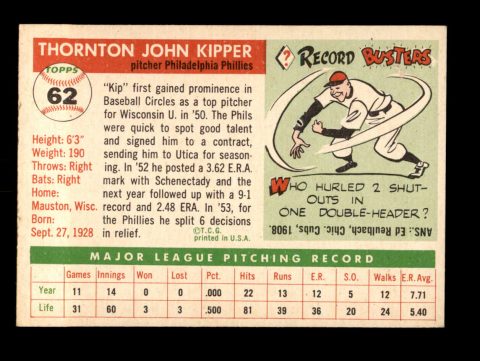 THORNTON JOHN KIPPER
pitcher Philadelphia Phillies
TOPPS
62
Height: 6'3"
Weight: 190
Throws: Right
Bats: Right
Home:
Mauston, Wisc.
Born:
Sept. 27, 1928
"Kip" first gained prominence in
Baseball Circles as a top pitcher
for Wisconsin U. in '50. The Phils
were quick to spot good talent
and signed him to a contract,
sending him to Utica for season-
ing. In '52 he posted a 3.62 E.R.A.
mark with Schenectady and the
next year followed up with a 9-1
record and 2.48 ERA. In '53, for
the Phillies he split 6 decisions
in relief.
©T.C.G.
printed in U.S.A.
? RECORD BUSTERS
WHO HURLED 2 SHUT-
OUTS IN
ONE DOUBLE-HEADER?
ANS.: Ed Reulbach, Chic. Cubs, 1908.
MAJOR LEAGUE PITCHING RECORD
Games Innings Won Lost Pct. Hits Runs E.R. S.O. Walks E.R. Avg.
Year 11 14 0 0 .000 22 13 12 5 12 7.71
Life 31 60 3 3 .500 81 39 36 20 24 5.40